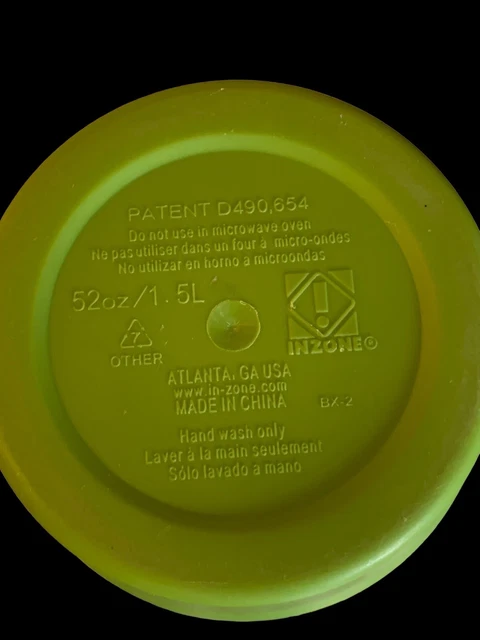 PATENT D490,654
Do not use in microwave oven
Ne pas utiliser dans un four à micro-ondes
No utilizar en horno a microondas
52oz/1.5L
!
INZONE®
7
OTHER
ATLANTA, GA USA
www.in-zone.com
MADE IN CHINA
BX-2
Hand wash only
Laver à la main seulement
Sólo lavado a mano